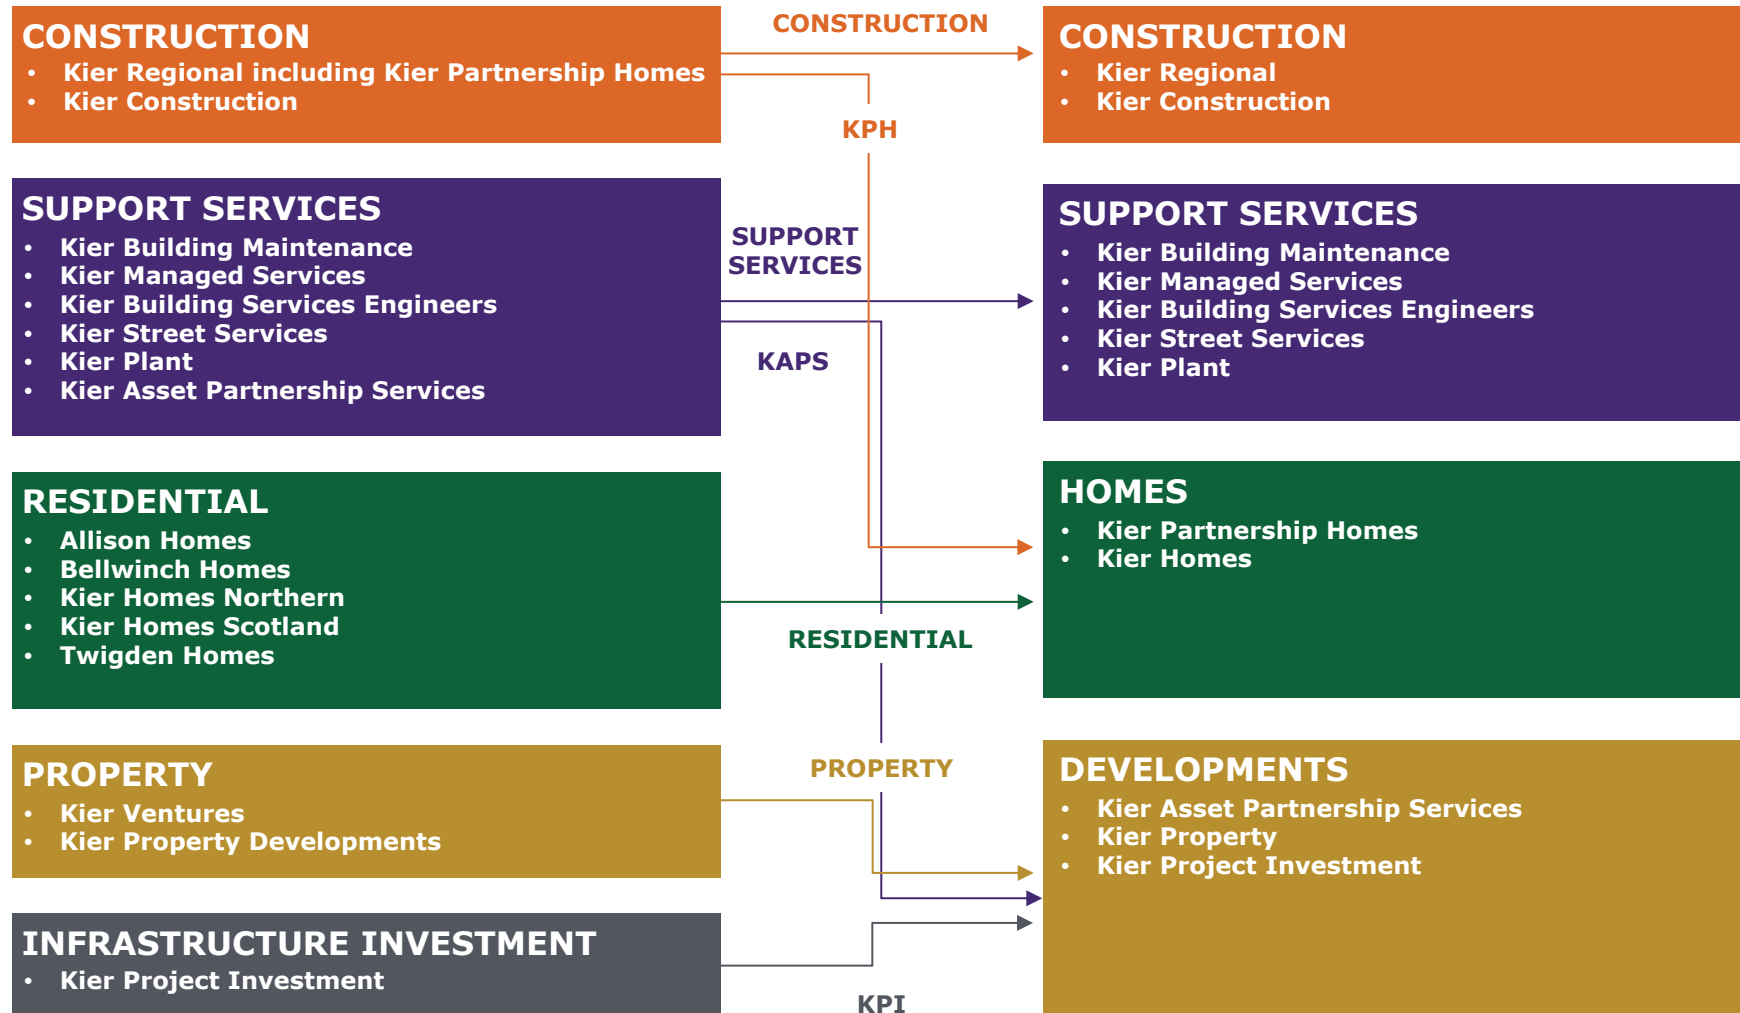 CONSTRUCTION
• Kier Regional including Kier Partnership Homes
• Kier Construction
SUPPORT SERVICES
• Kier Building Maintenance
• Kier Managed Services
• Kier Building Services Engineers
• Kier Street Services
• Kier Plant
• Kier Asset Partnership Services
RESIDENTIAL
• Allison Homes
• Bellwinch Homes
• Kier Homes Northern
• Kier Homes Scotland
• Twigden Homes
PROPERTY
• Kier Ventures
• Kier Property Developments
INFRASTRUCTURE INVESTMENT
• Kier Project Investment
CONSTRUCTION
KPH
SUPPORT
SERVICES
KAPS
RESIDENTIAL
PROPERTY
KPI
CONSTRUCTION
• Kier Regional
• Kier Construction
SUPPORT SERVICES
• Kier Building Maintenance
• Kier Managed Services
• Kier Building Services Engineers
• Kier Street Services
• Kier Plant
HOMES
• Kier Partnership Homes
• Kier Homes
DEVELOPMENTS
• Kier Asset Partnership Services
• Kier Property
• Kier Project Investment